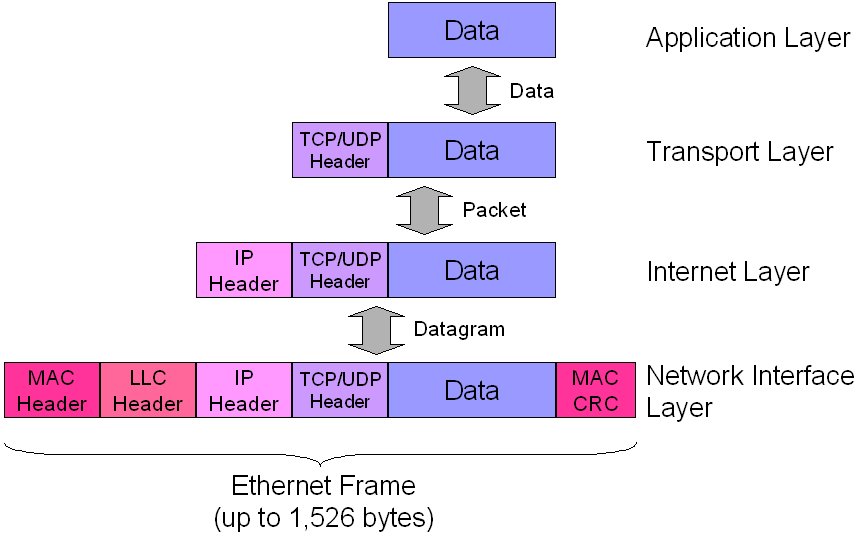 Data
Application Layer
Data
TCP/UDP
Header
Data
Transport Layer
Packet
IP
Header
TCP/UDP
Header
Data
Internet Layer
Datagram
MAC
Header
LLC
Header
IP
Header
TCP/UDP
Header
Data
MAC
CRC
Network Interface
Layer
Ethernet Frame
(up to 1,526 bytes)